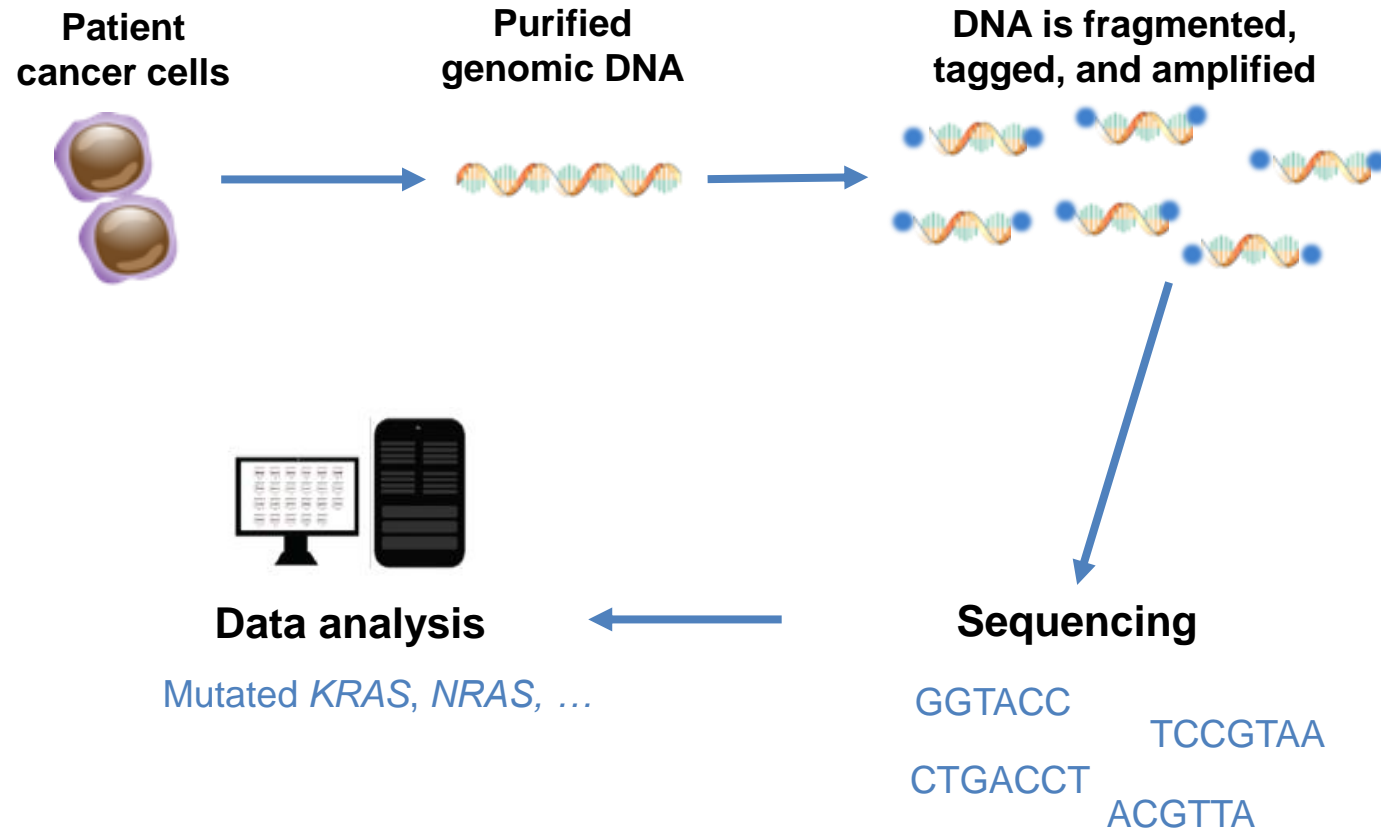 Patient
cancer cells
Purified
genomic DNA
DNA is fragmented,
tagged, and amplified
Data analysis
Mutated KRAS, NRAS, …
Sequencing
GGTACC
TCCGTAA
CTGACCT
ACGTTA